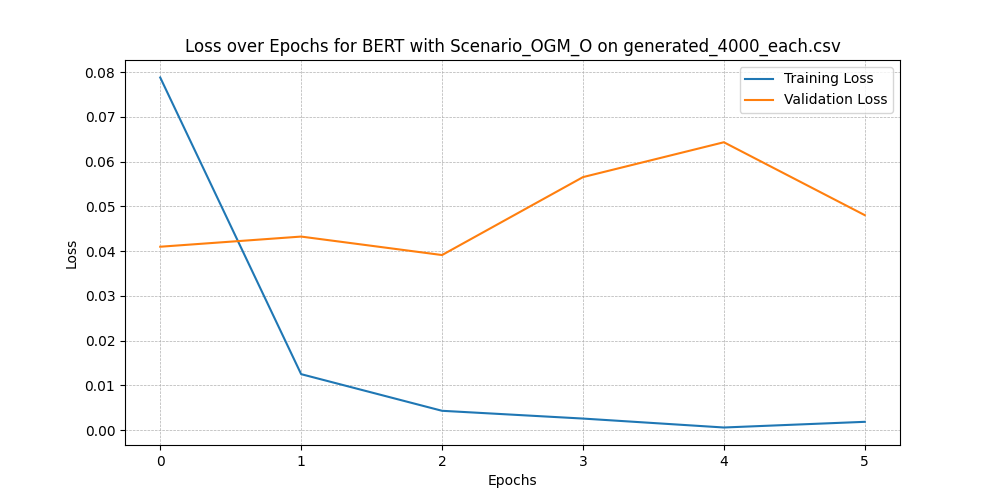 Loss over Epochs for BERT with Scenario_OGM_O on generated_4000_each.csv
Training Loss
Validation Loss
0.08
0.07
0.06
0.05
0.04
0.03
0.02
0.01
0.00
Loss
0 1 2 3 4 5
Epochs